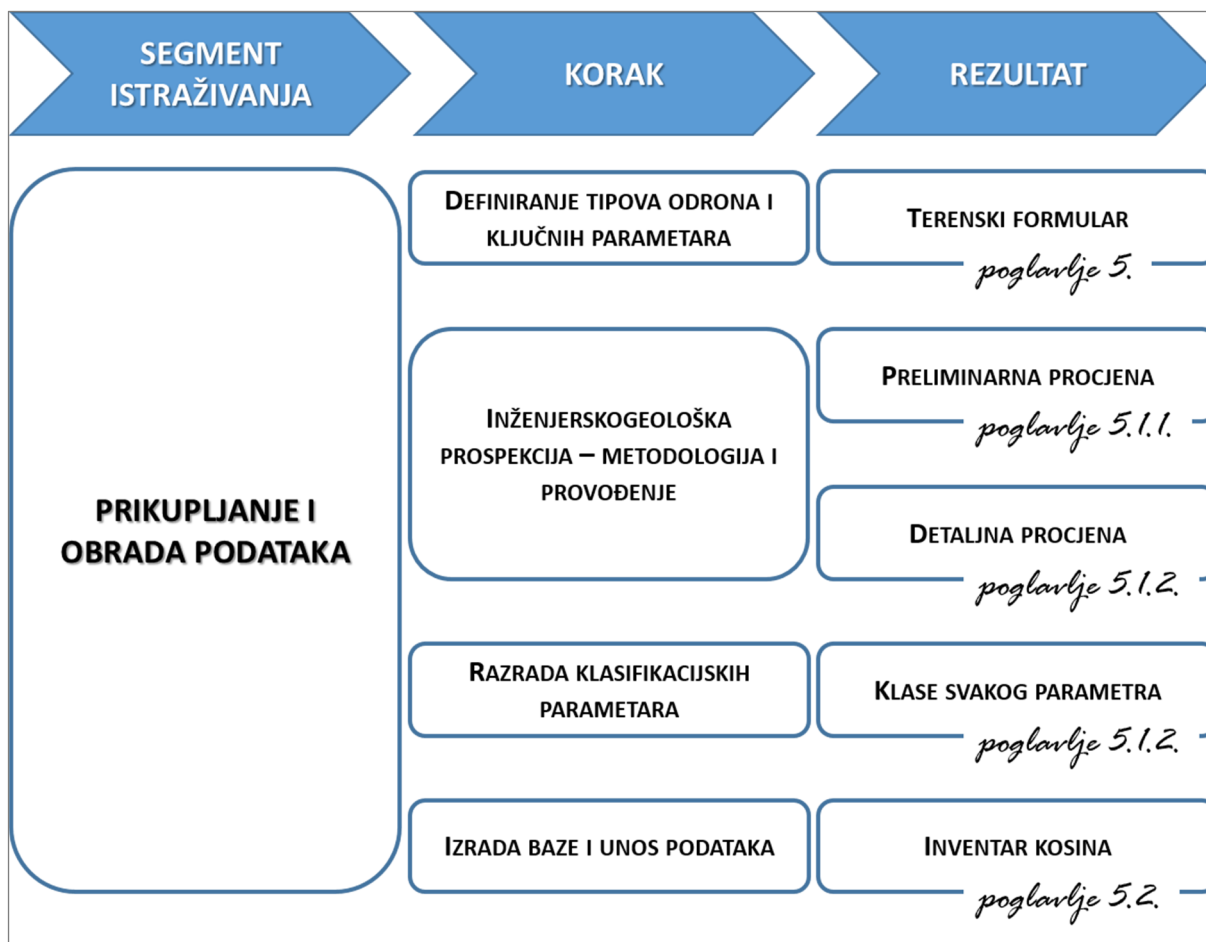 SEGMENT
ISTRAŽIVANJA
KORAK
REZULTAT
PRIKUPLJANJE I
OBRADA PODATAKA
DEFINIRANJE TIPOVA ODRONA I
KLJUČNIH PARAMETARA
TERENSKI FORMULAR
poglavlje 5.
INŽENJERSKOGEOLOŠKA
PROSPEKCIJA – METODOLOGIJA I
PROVOĐENJE
PRELIMINARNA PROCJENA
poglavlje 5.1.1.
DETALJNA PROCJENA
poglavlje 5.1.2.
RAZRADA KLASIFIKACIJSKIH
PARAMETARA
KLASE SVAKOG PARAMETRA
poglavlje 5.1.2.
IZRADA BAZE I UNOS PODATAKA
INVENTAR KOSINA
poglavlje 5.2.